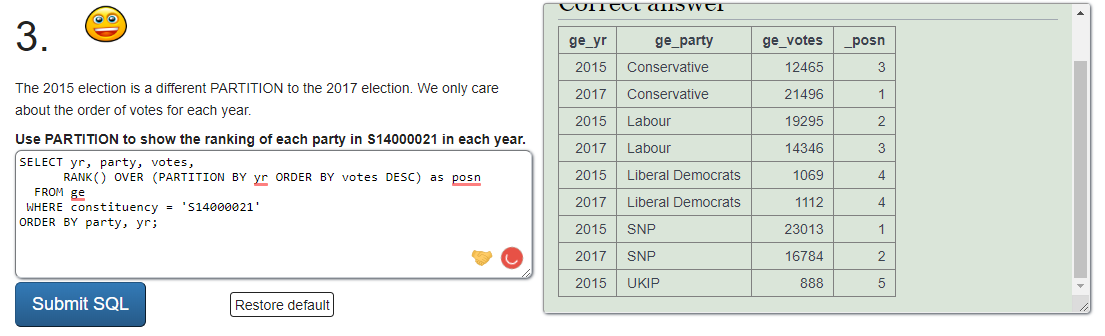 3.
The 2015 election is a different PARTITION to the 2017 election. We only care
about the order of votes for each year.
Use PARTITION to show the ranking of each party in S14000021 in each year.
SELECT yr, party, votes,
RANK() OVER (PARTITION BY yr ORDER BY votes DESC) as posn
FROM ge
WHERE constituency = 'S14000021'
ORDER BY party, yr;
Submit SQL
Restore default
Correct answer
ge_yr ge_party ge_votes _posn
2015 Conservative 12465 3
2017 Conservative 21496 1
2015 Labour 19295 2
2017 Labour 14346 3
2015 Liberal Democrats 1069 4
2017 Liberal Democrats 1112 4
2015 SNP 23013 1
2017 SNP 16784 2
2015 UKIP 888 5